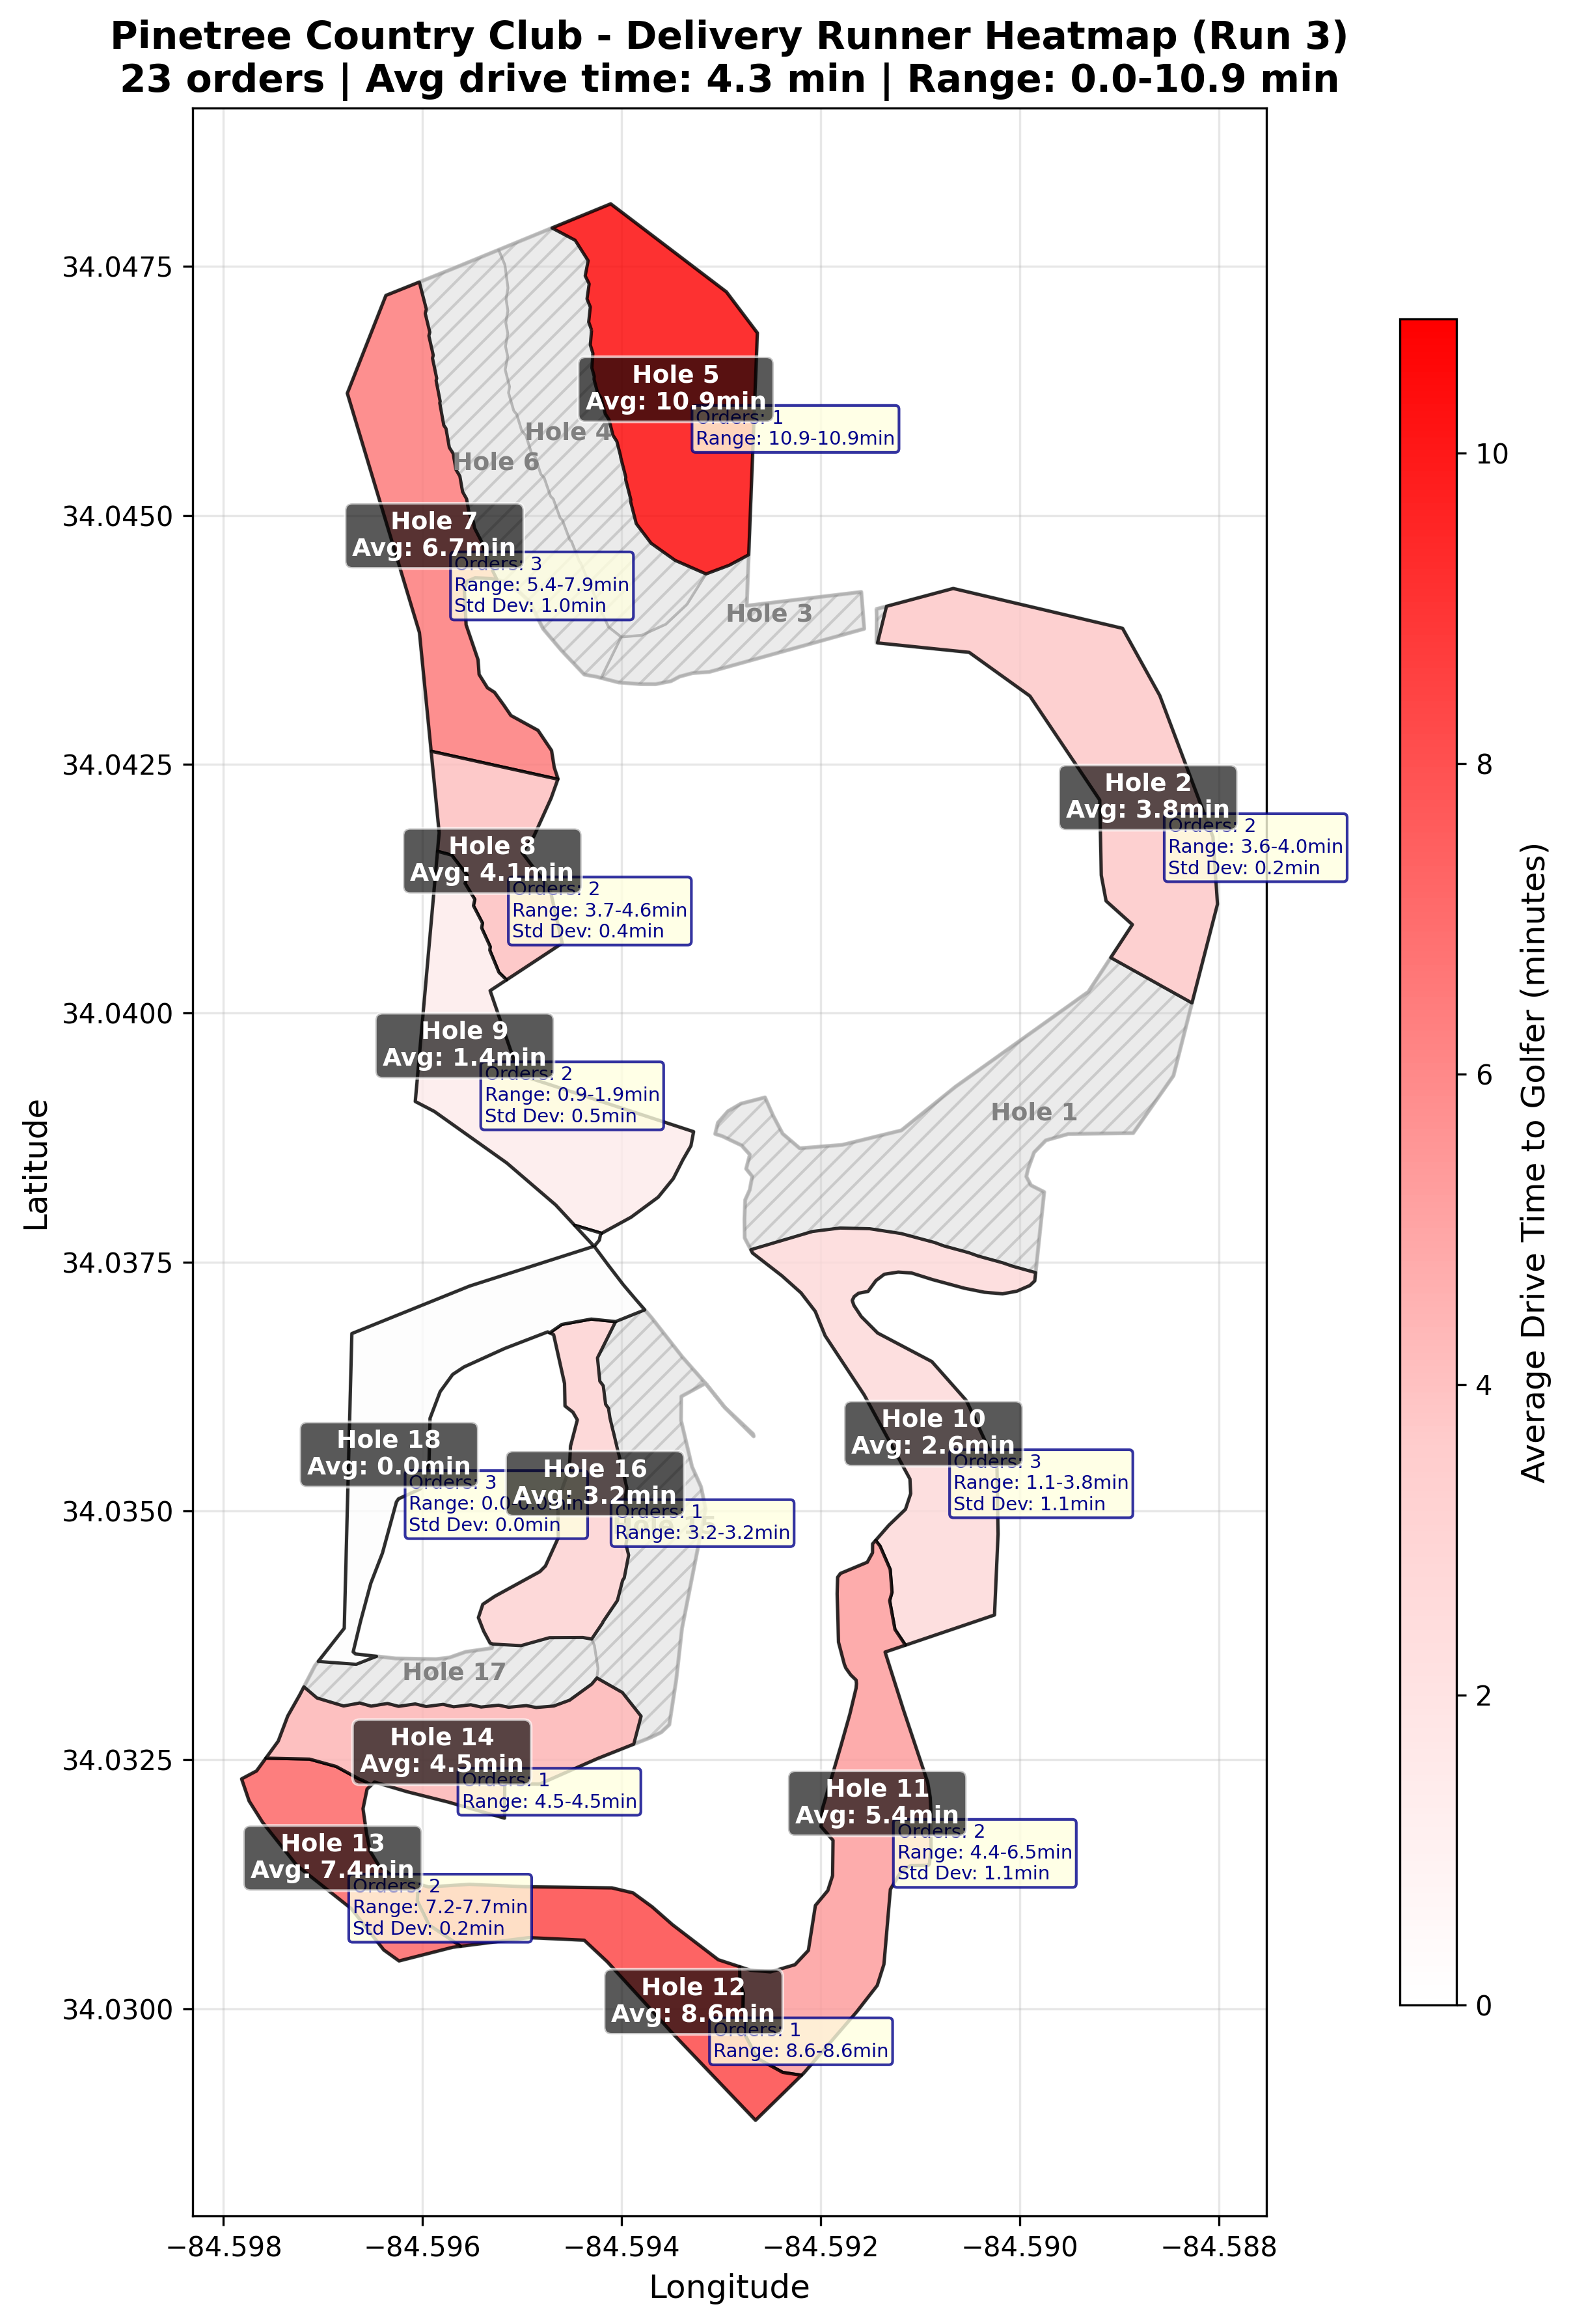 Pinetree Country Club - Delivery Runner Heatmap (Run 3)
23 orders | Avg drive time: 4.3 min | Range: 0.0-10.9 min
34.0475
34.0450
34.0425
34.0400
34.0375
34.0350
34.0325
34.0300
Latitude
Hole 5
Avg: 10.9min
Orders: 1
Range: 10.9-10.9min
Hole 4
Hole 6
Hole 7
Avg: 6.7min
Orders: 3
Range: 5.4-7.9min
Std Dev: 1.0min
Hole 3
Hole 2
Avg: 3.8min
Orders: 2
Range: 3.6-4.0min
Std Dev: 0.2min
Hole 8
Avg: 4.1min
Orders: 2
Range: 3.7-4.6min
Std Dev: 0.4min
Hole 9
Avg: 1.4min
Orders: 2
Range: 0.9-1.9min
Std Dev: 0.5min
Hole 1
Hole 10
Avg: 2.6min
Orders: 3
Range: 1.1-3.8min
Std Dev: 1.1min
Hole 18
Avg: 0.0min
Orders: 3
Range: 0.0-0.0min
Std Dev: 0.0min
Hole 16
Avg: 3.2min
Orders: 1
Range: 3.2-3.2min
Hole 17
Hole 14
Avg: 4.5min
Orders: 1
Range: 4.5-4.5min
Hole 11
Avg: 5.4min
Orders: 2
Range: 4.4-6.5min
Std Dev: 1.1min
Hole 13
Avg: 7.4min
Orders: 2
Range: 7.2-7.7min
Std Dev: 0.2min
Hole 12
Avg: 8.6min
Orders: 1
Range: 8.6-8.6min
−84.598
−84.596
−84.594
−84.592
−84.590
−84.588
Longitude
10
8
6
4
2
0
Average Drive Time to Golfer (minutes)